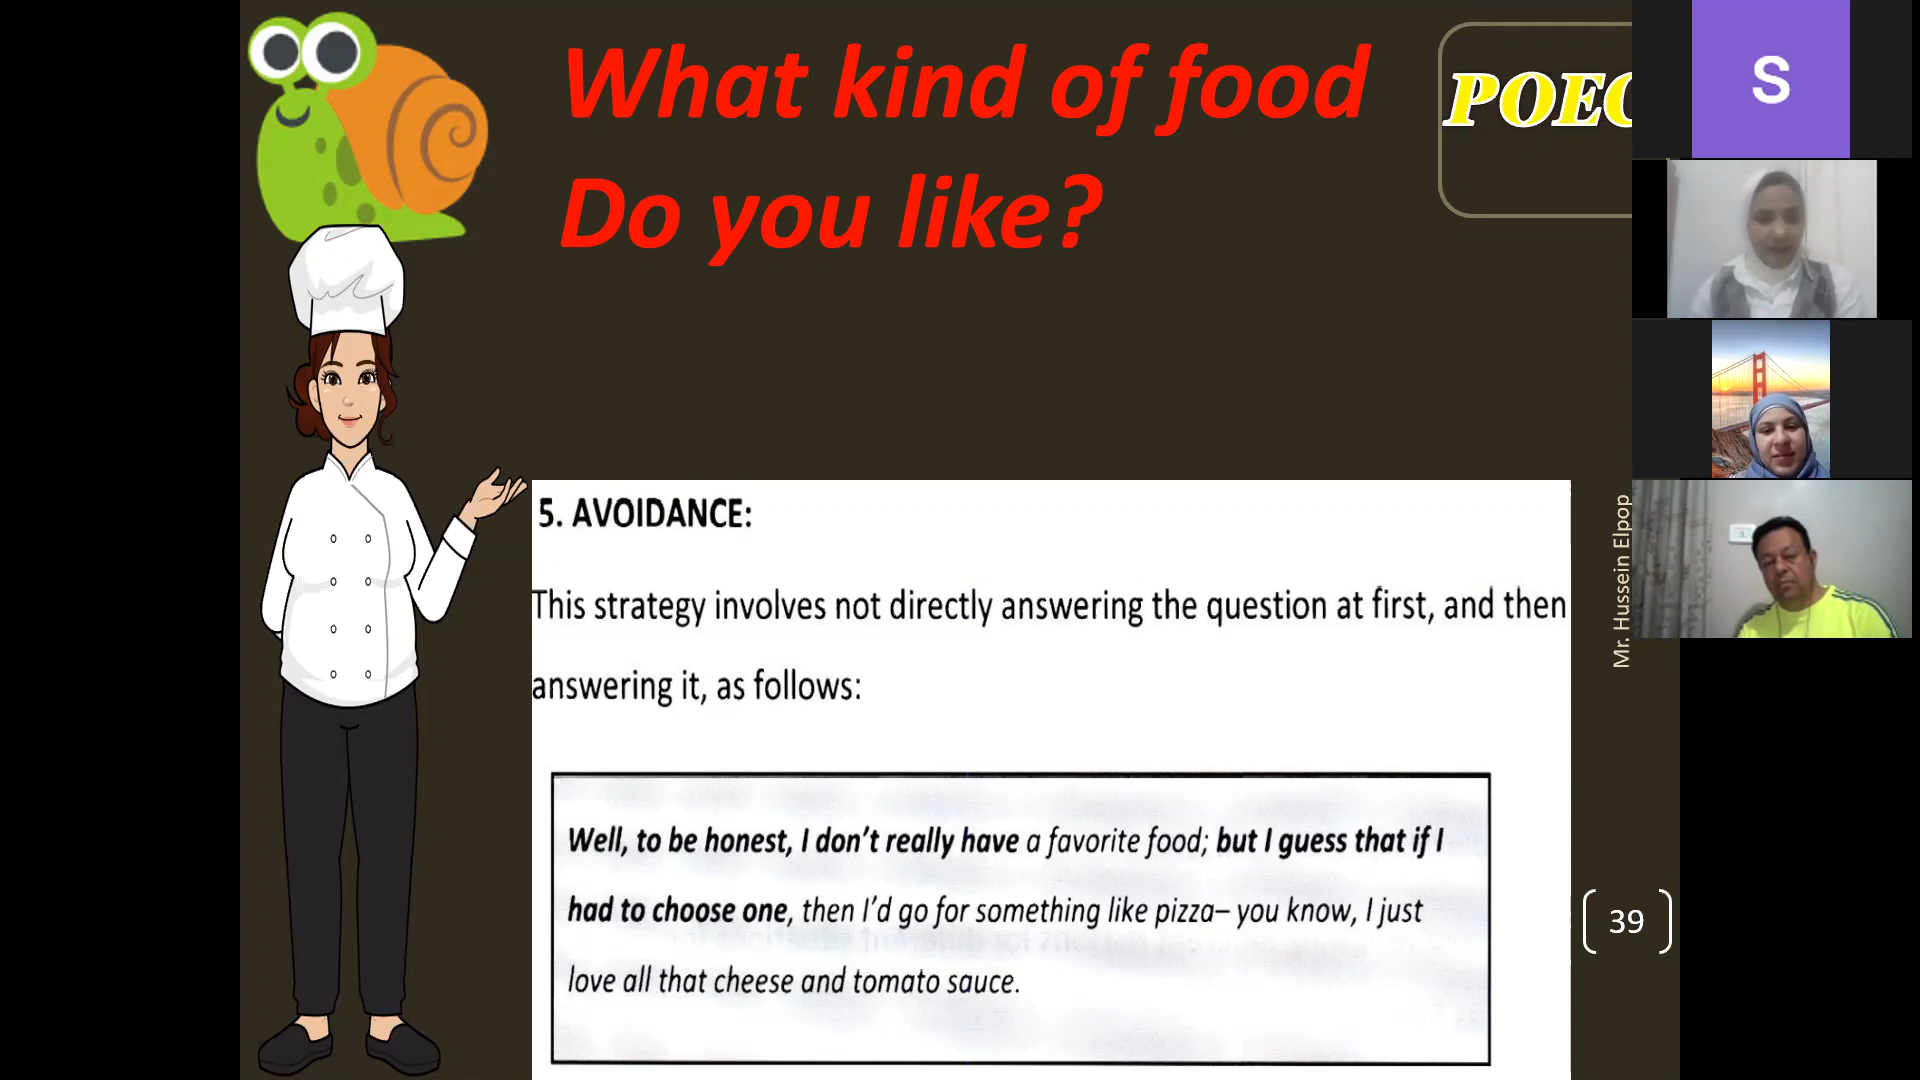 What kind of food
Do you like?
POEC
S
5. AVOIDANCE:
This strategy involves not directly answering the question at first, and then
answering it, as follows:
Well, to be honest, I don't really have a favorite food; but I guess that if I
had to choose one, then I'd go for something like pizza– you know, I just
love all that cheese and tomato sauce.
Mr. Hussein Elpop
39